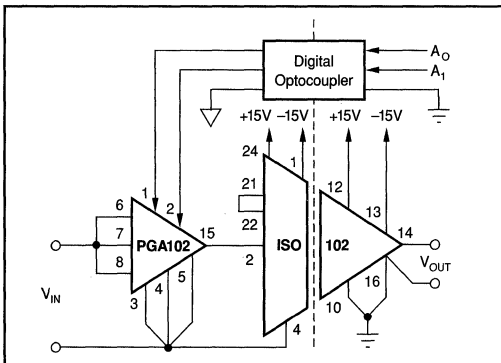 Digital
Optocoupler
A0
A1
+15V –15V
+15V –15V
24
1
21
22
2
ISO
4
12
13
102
14
10
16
VOUT
1
2
6
7
8
PGA102
15
3
4
5
VIN